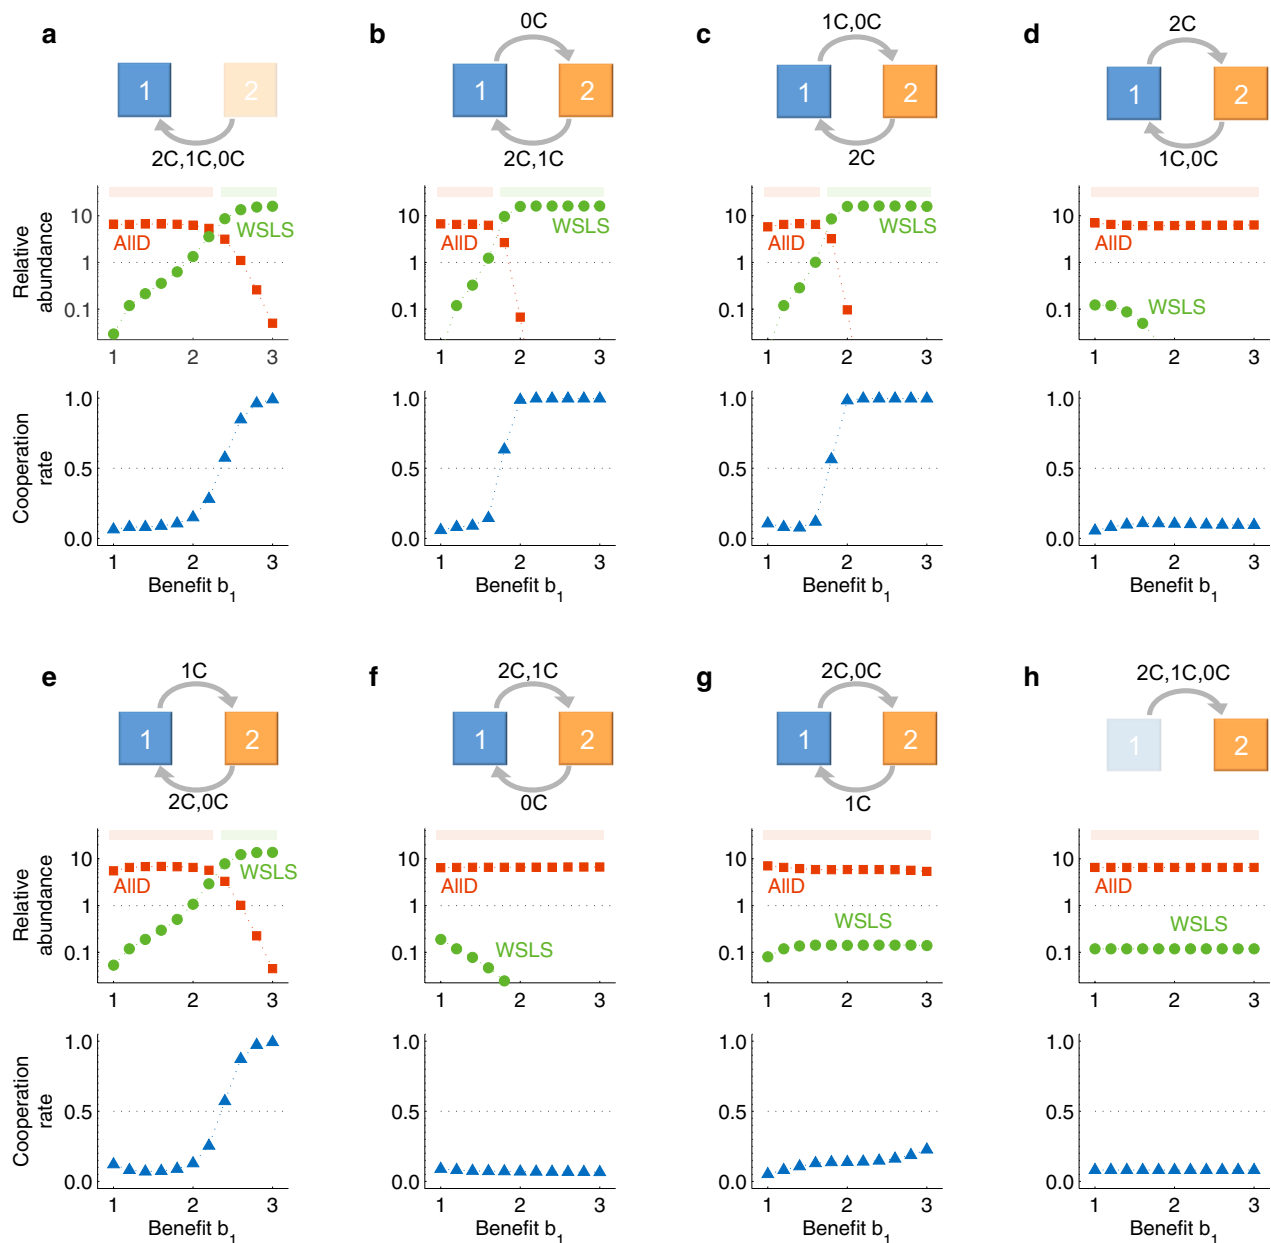 a
b
c
d
0C
1C,0C
2C
1 2
1 2
1 2
1 2
2C,1C,0C
2C,1C
2C
1C,0C
Relative abundance
10
1
0.1
AllD
WSLS
1 2 3
10
1
0.1
AllD
WSLS
1 2 3
10
1
0.1
AllD
WSLS
1 2 3
10
1
0.1
AllD
WSLS
1 2 3
Cooperation rate
1.0
0.5
0.0
1 2 3
Benefit b1
1.0
0.5
0.0
1 2 3
Benefit b1
1.0
0.5
0.0
1 2 3
Benefit b1
1.0
0.5
0.0
1 2 3
Benefit b1
e
f
g
h
1C
2C,1C
2C,0C
2C,1C,0C
1 2
1 2
1 2
1 2
2C,0C
0C
1C
Relative abundance
10
1
0.1
AllD
WSLS
1 2 3
10
1
0.1
AllD
WSLS
1 2 3
10
1
0.1
AllD
WSLS
1 2 3
10
1
0.1
AllD
WSLS
1 2 3
Cooperation rate
1.0
0.5
0.0
1 2 3
Benefit b1
1.0
0.5
0.0
1 2 3
Benefit b1
1.0
0.5
0.0
1 2 3
Benefit b1
1.0
0.5
0.0
1 2 3
Benefit b1